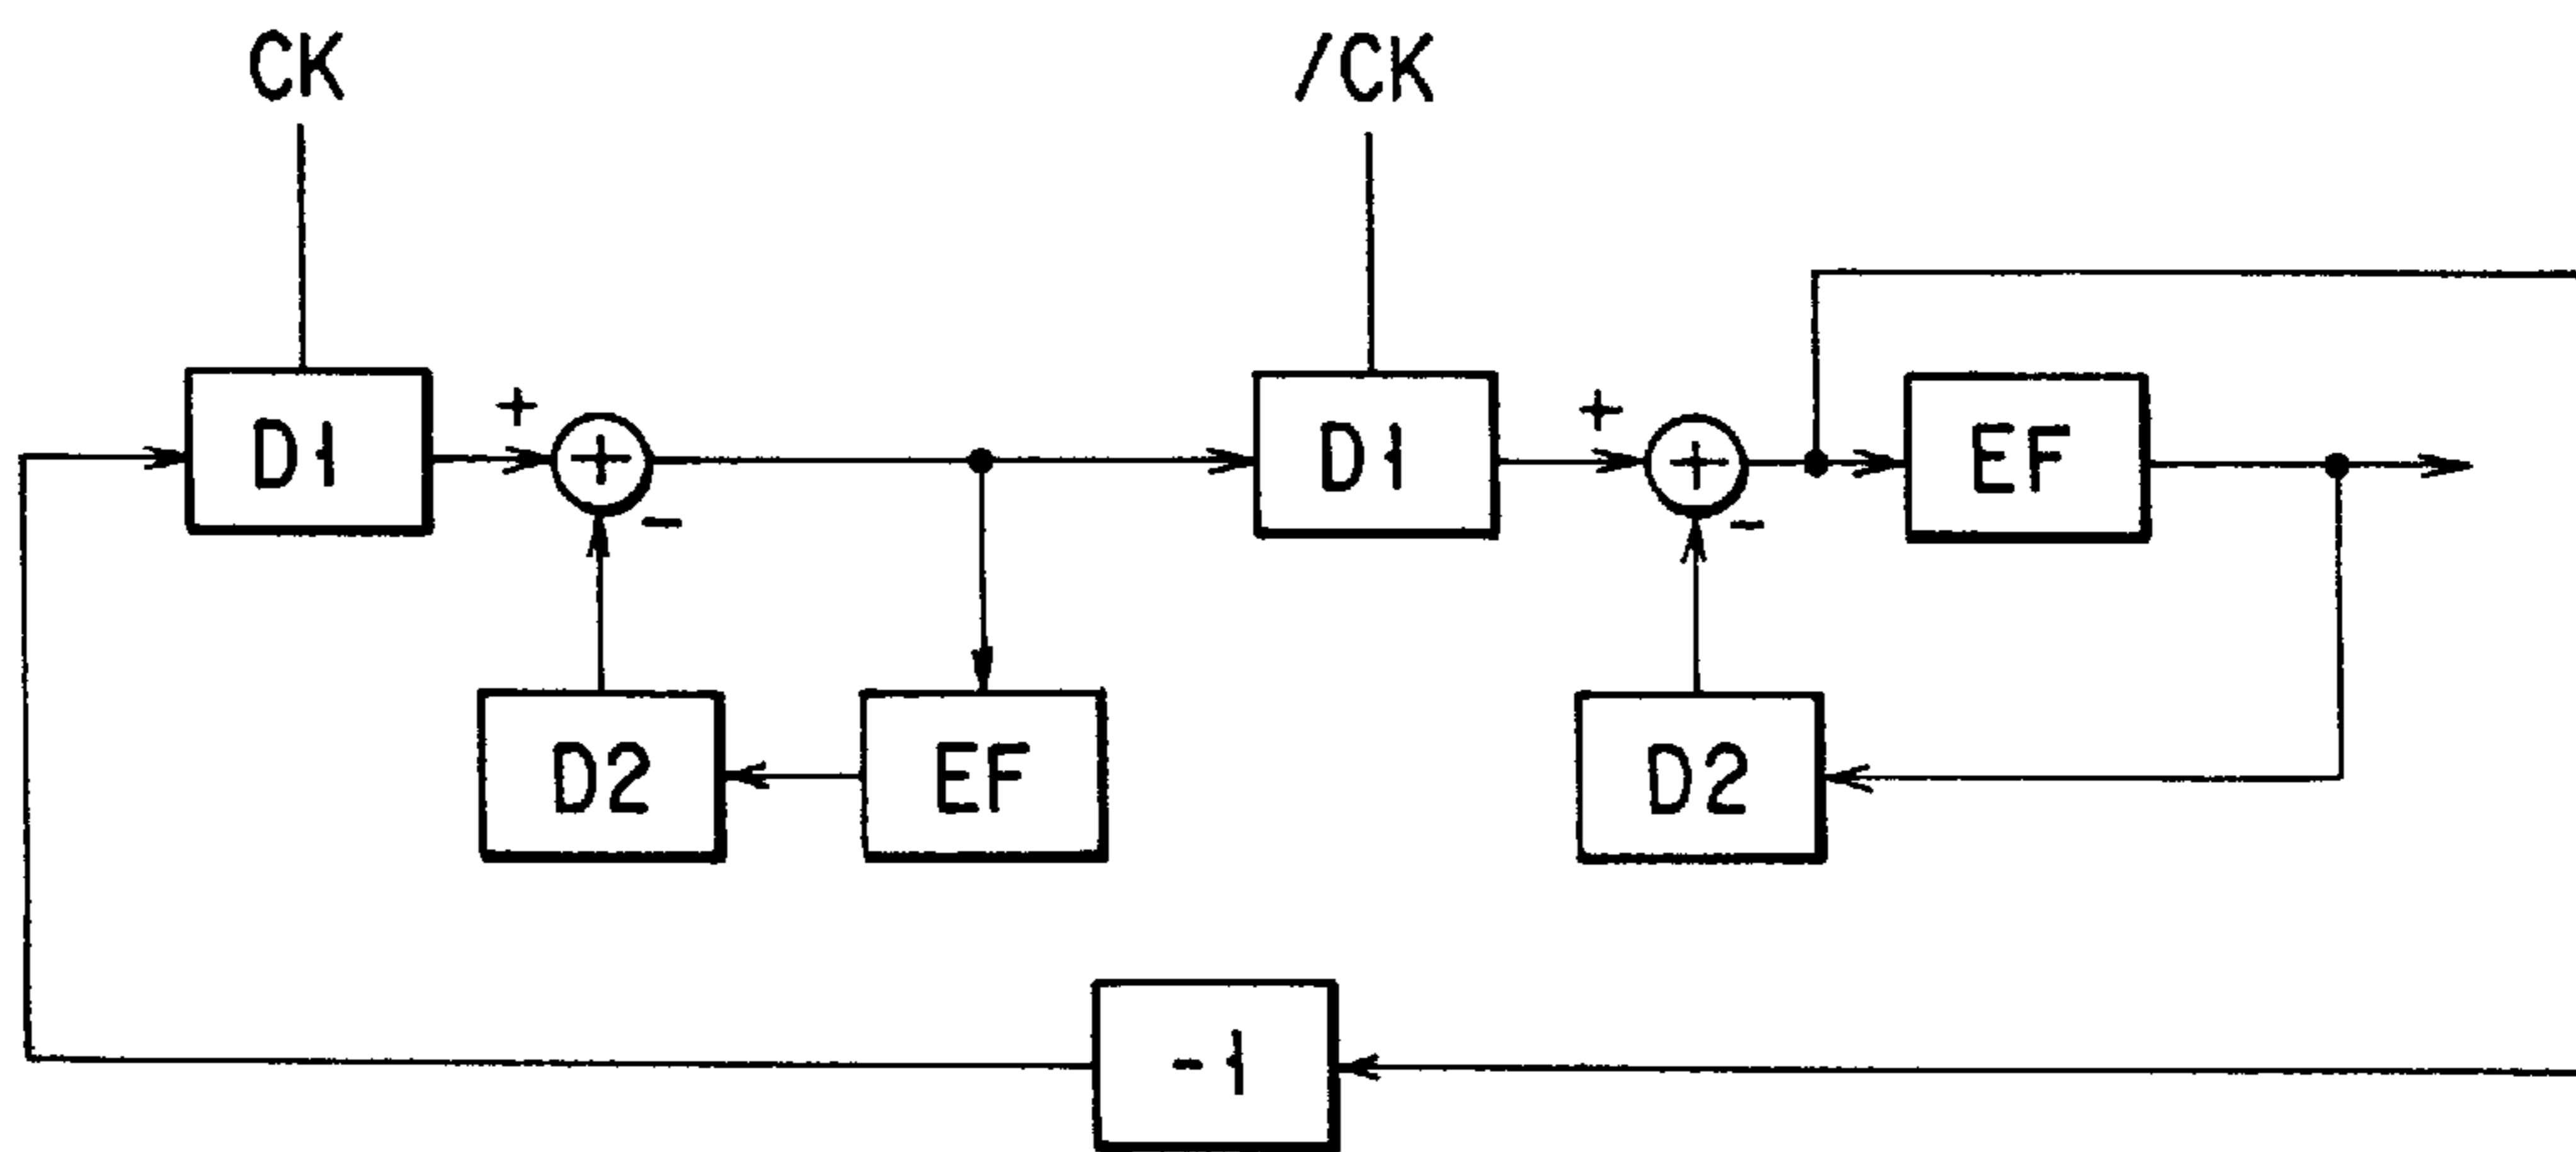 CK
/CK
D1
+
+
-
D1
+
+
-
EF
D2
EF
D2
-1